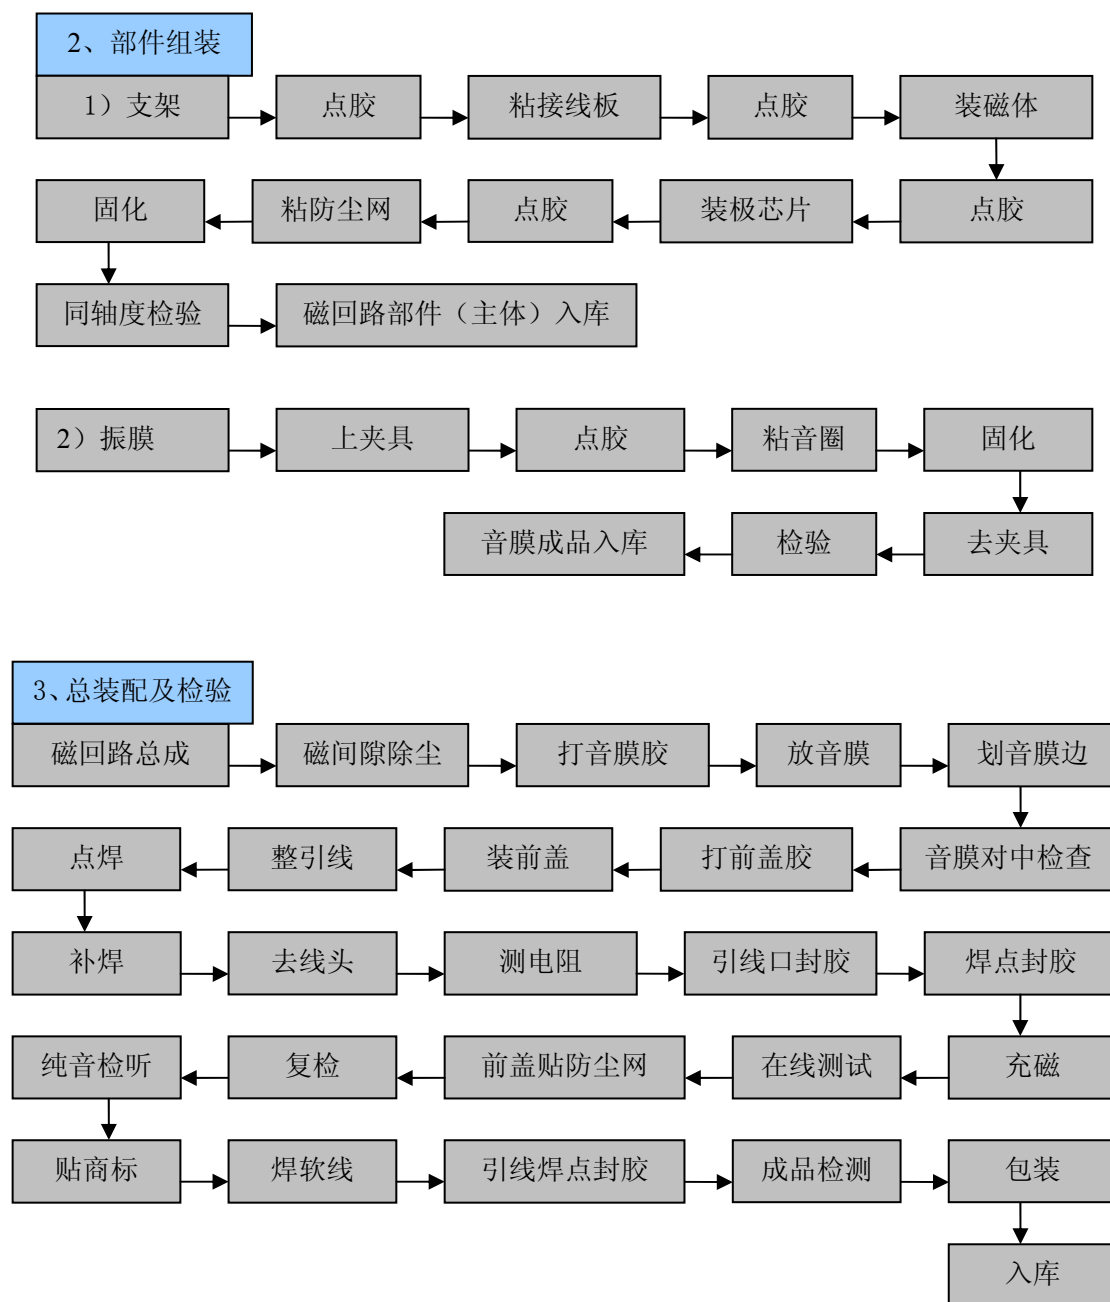 2、部件组装
1）支架
点胶
粘接线板
点胶
装磁体
固化
粘防尘网
点胶
装极芯片
点胶
同轴度检验
磁回路部件（主体）入库
2）振膜
上夹具
点胶
粘音圈
固化
音膜成品入库
检验
去夹具
3、总装配及检验
磁回路总成
磁间隙除尘
打音膜胶
放音膜
划音膜边
点焊
整引线
装前盖
打前盖胶
音膜对中检查
补焊
去线头
测电阻
引线口封胶
焊点封胶
纯音检听
复检
前盖贴防尘网
在线测试
充磁
贴商标
焊软线
引线焊点封胶
成品检测
包装
入库